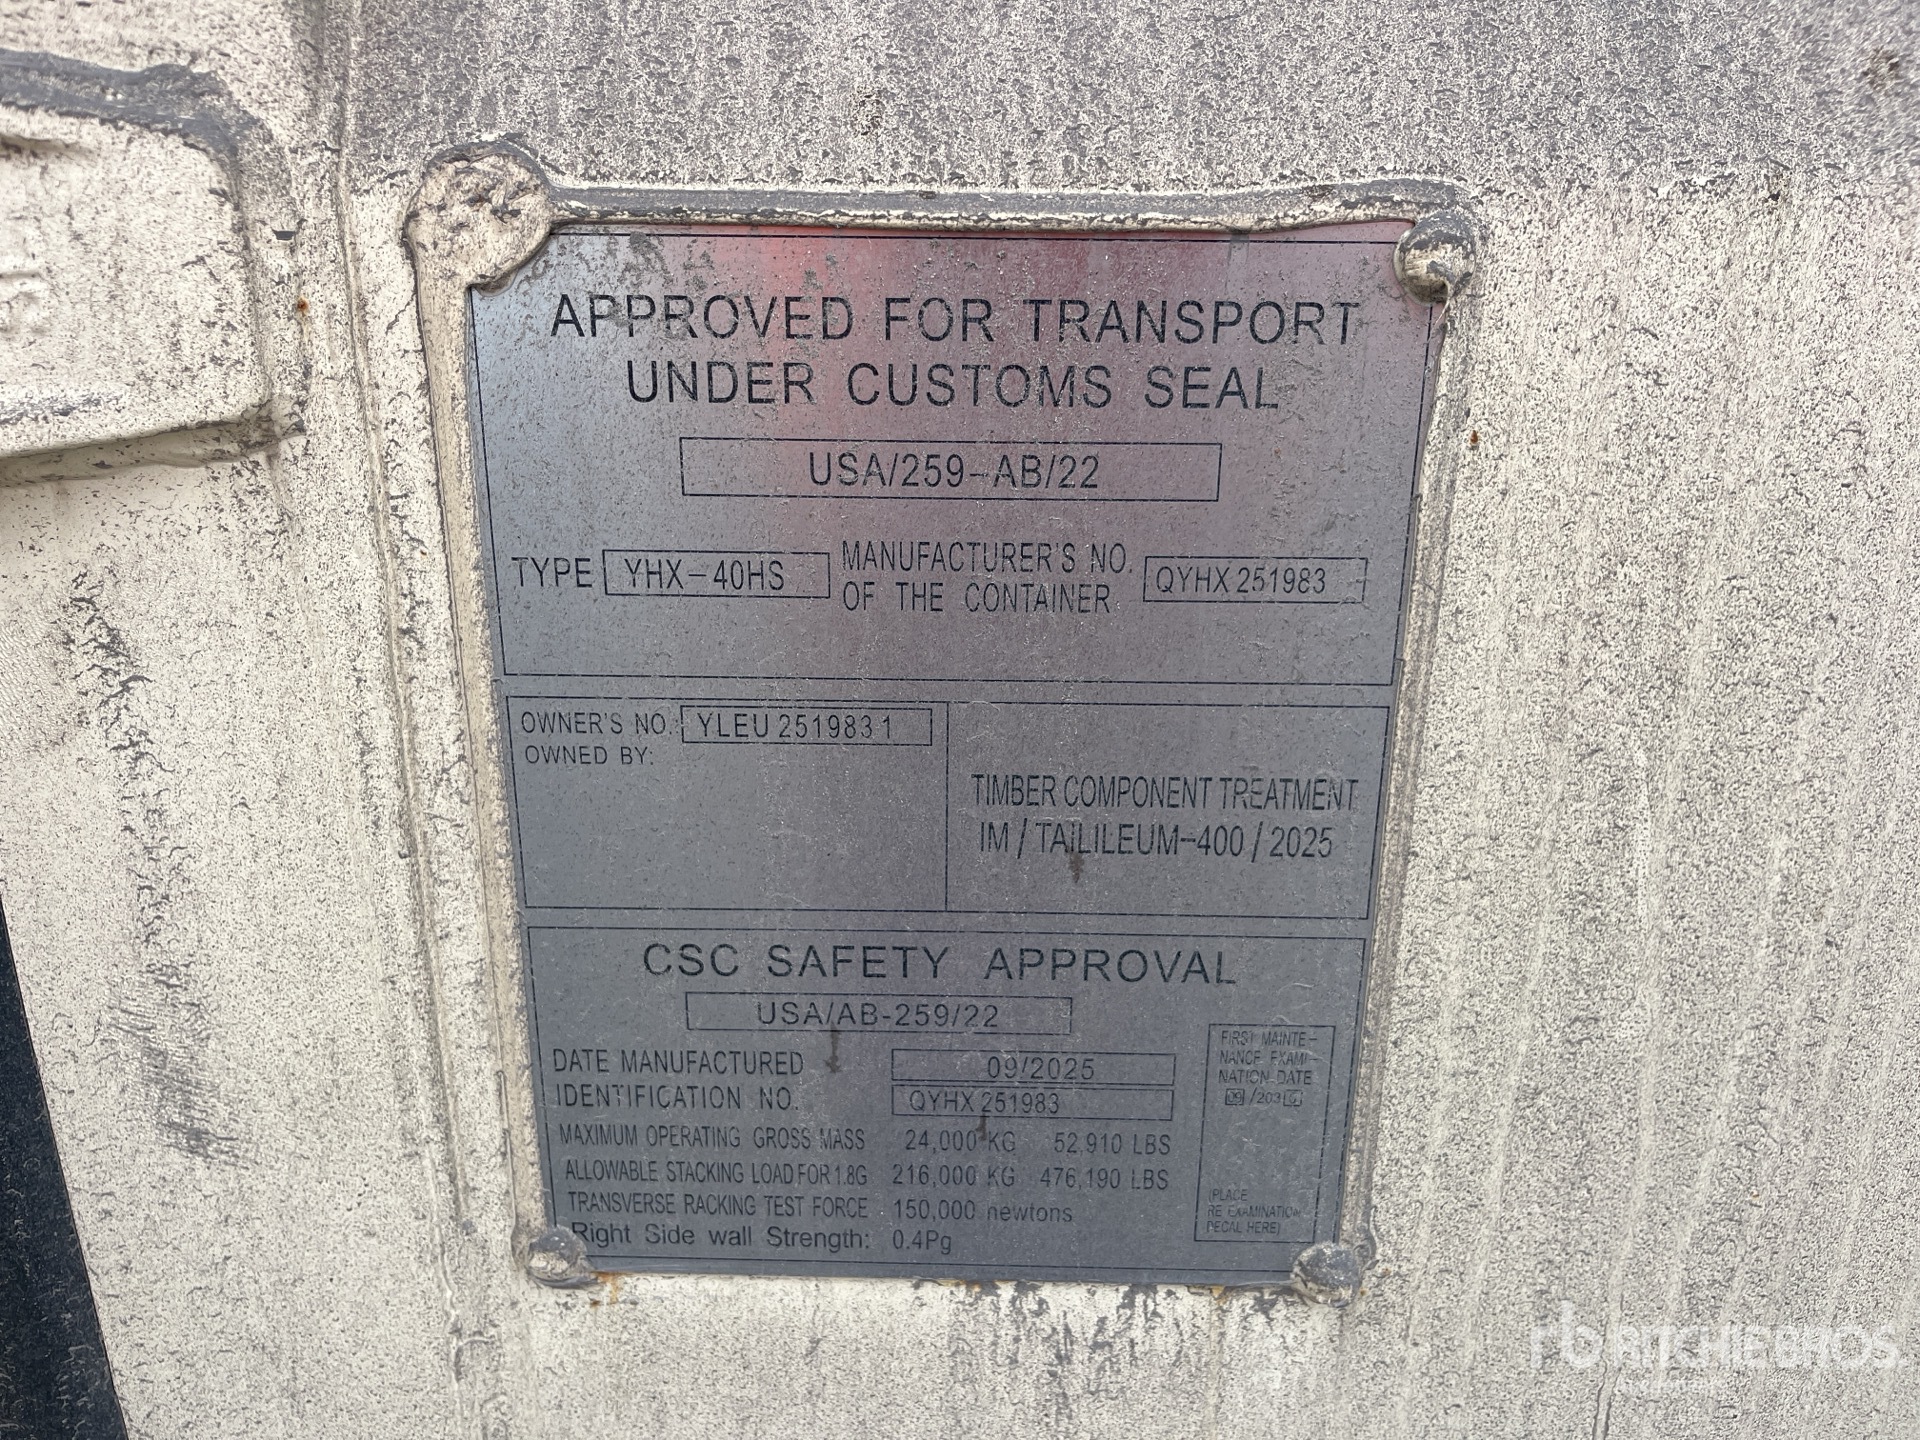 APPROVED FOR TRANSPORT
UNDER CUSTOMS SEAL
USA/259-AB/22
TYPE YHX-40HS MANUFACTURER'S NO. OF THE CONTAINER QYHX 251983
OWNER'S NO.: YLEU 251983 1
OWNED BY:
TIMBER COMPONENT TREATMENT
IM / TAILILEUM-400 / 2025
CSC SAFETY APPROVAL
USA/AB-259/22
DATE MANUFACTURED 09/2025
IDENTIFICATION NO. QYHX 251983
MAXIMUM OPERATING GROSS MASS 24,000 KG 52,910 LBS
ALLOWABLE STACKING LOAD FOR 1.8G 216,000 KG 476,190 LBS
TRANSVERSE RACKING TEST FORCE 150,000 newtons
Right Side wall Strength: 0.4Pg
FIRST MAINTE-
NANCE EXAMI-
NATION DATE
09 /203
(PLACE
RE EXAMINATION
DECAL HERE)
rb RITCHIE BROS.